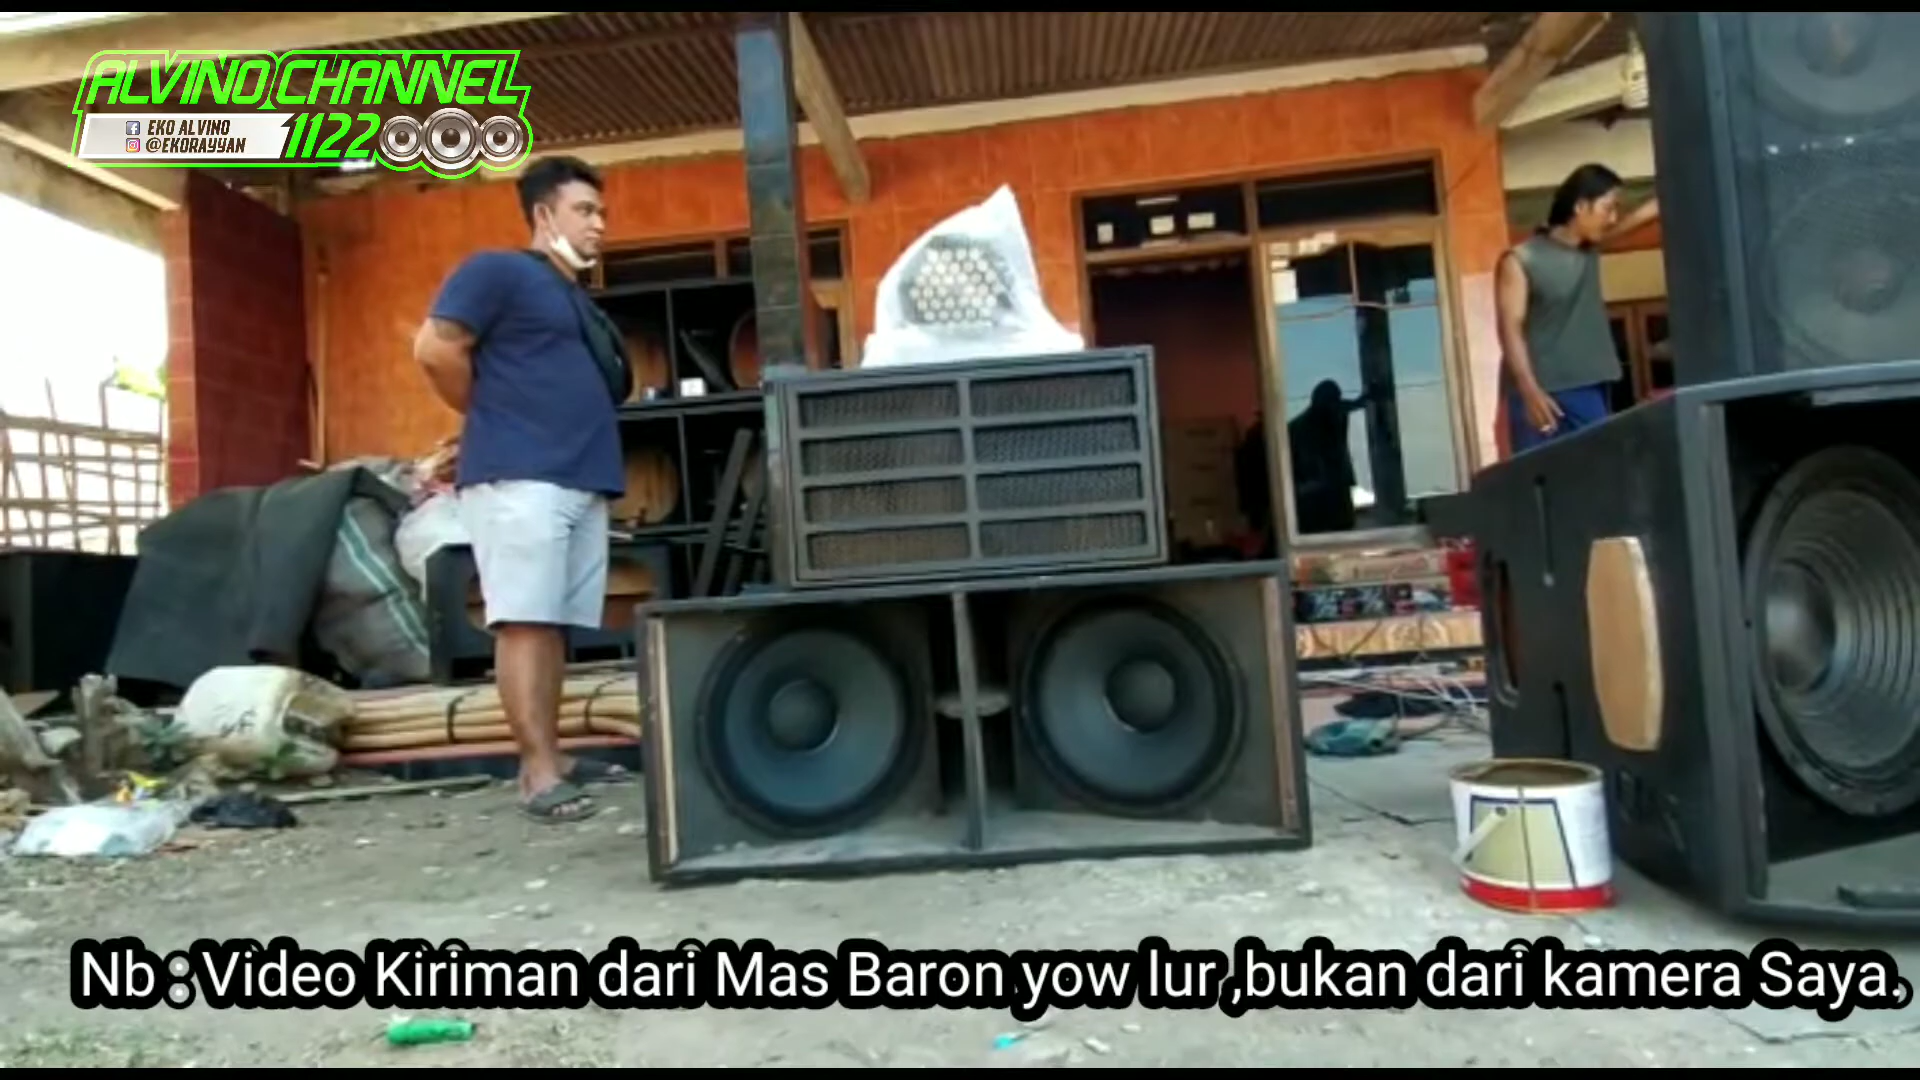 ALVINO CHANNEL
1122
EKO ALVINO
@EKORAYYAN
Nb : Video Kiriman dari Mas Baron yow lur ,bukan dari kamera Saya.